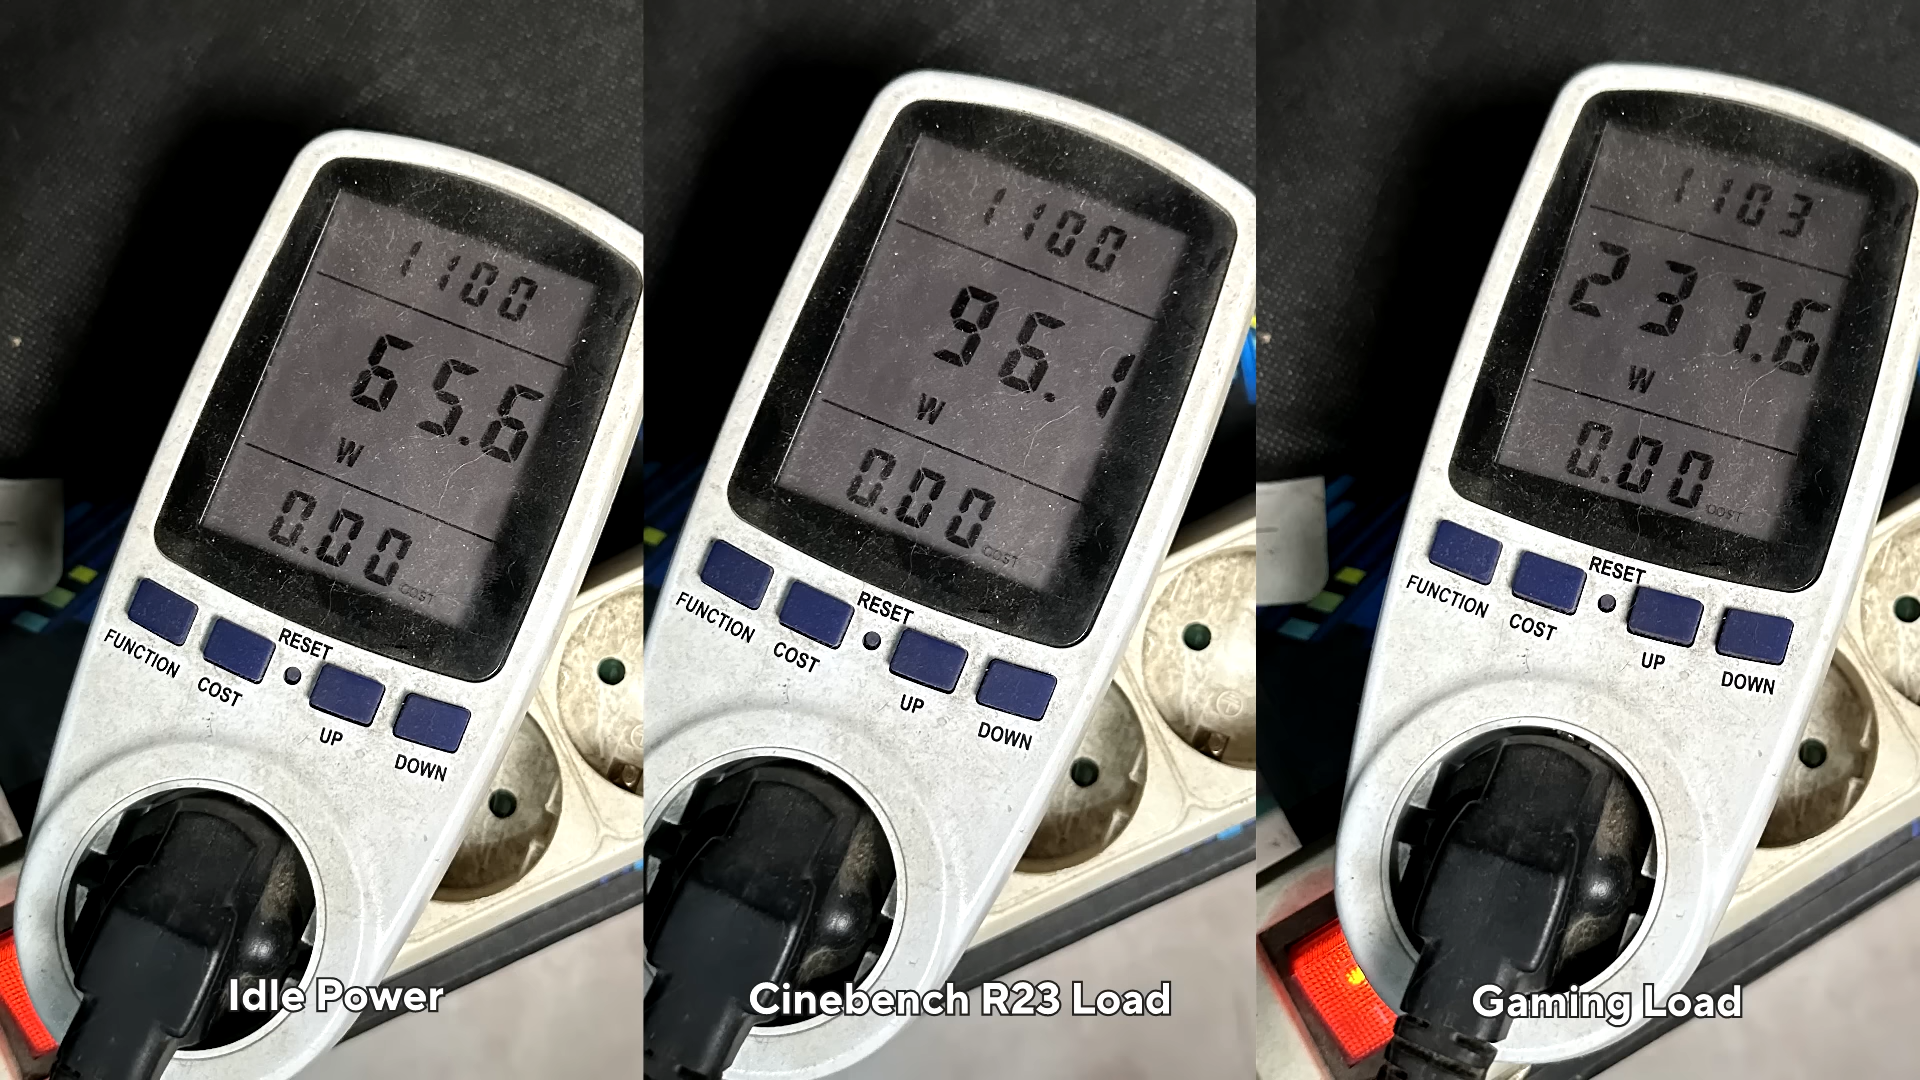 1100
65.6
W
0.00 COST
FUNCTION
COST
RESET
UP
DOWN
Idle Power
1100
96.1
W
0.00 COST
FUNCTION
COST
RESET
UP
DOWN
Cinebench R23 Load
1103
237.6
W
0.00 COST
FUNCTION
COST
RESET
UP
DOWN
Gaming Load